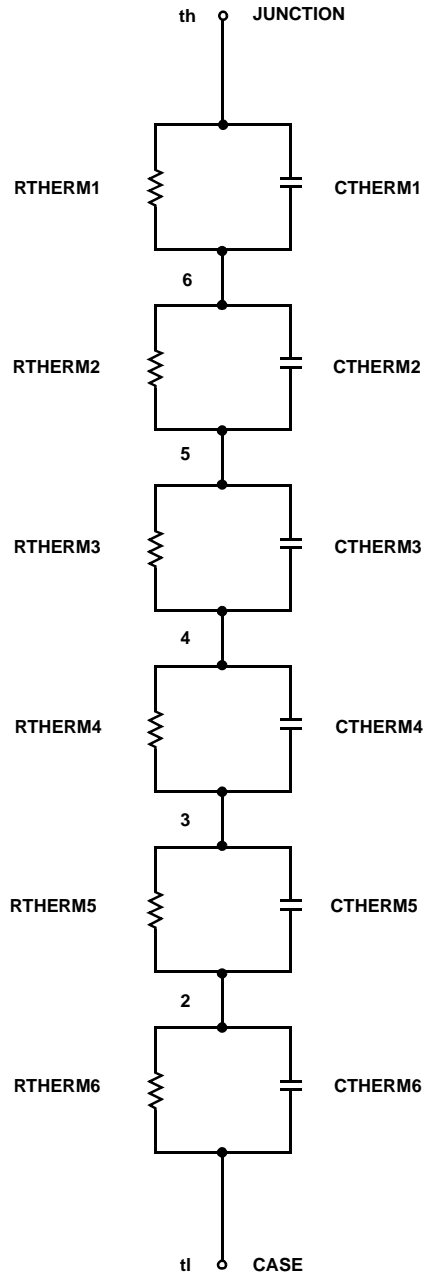 th JUNCTION
RTHERM1 CTHERM1
6
RTHERM2 CTHERM2
5
RTHERM3 CTHERM3
4
RTHERM4 CTHERM4
3
RTHERM5 CTHERM5
2
RTHERM6 CTHERM6
tl CASE